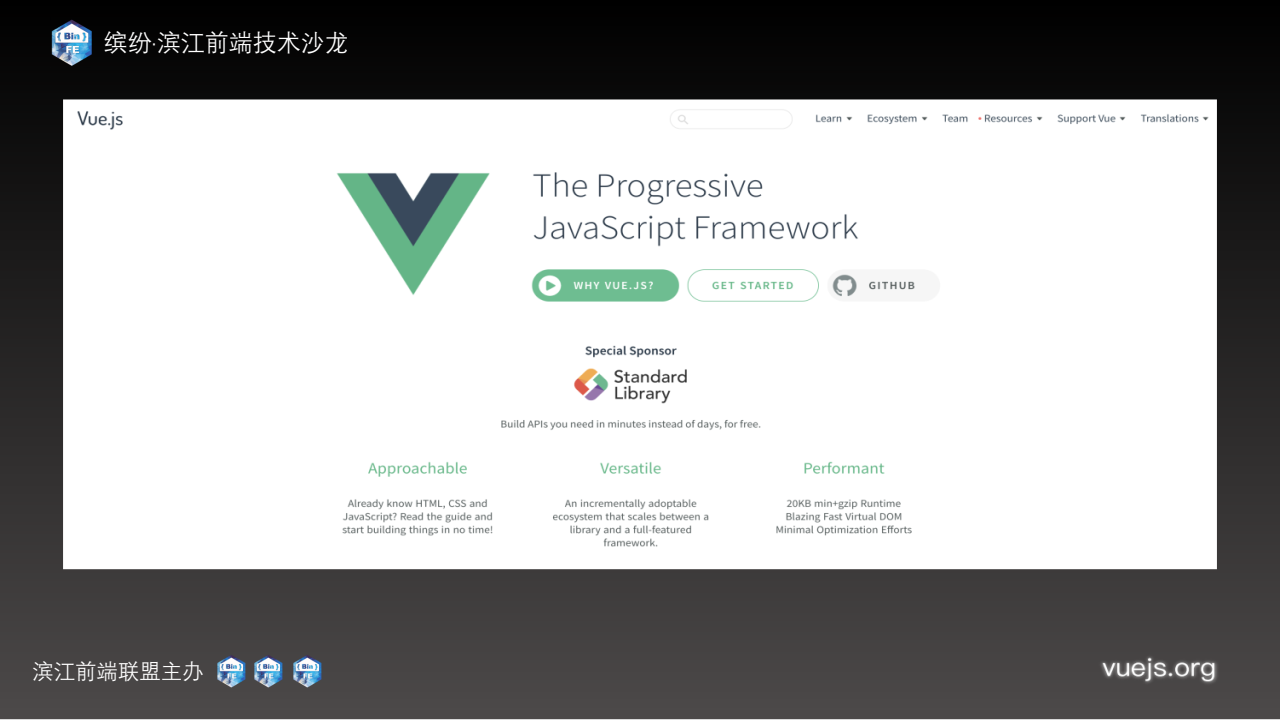 { Bin }
FE
缤纷·滨江前端技术沙龙
Vue.js
Learn
Ecosystem
Team
Resources
Support Vue
Translations
The Progressive
JavaScript Framework
WHY VUE.JS?
GET STARTED
GITHUB
Special Sponsor
Standard
Library
Build APIs you need in minutes instead of days, for free.
Approachable
Already know HTML, CSS and
JavaScript? Read the guide and
start building things in no time!
Versatile
An incrementally adoptable
ecosystem that scales between a
library and a full-featured
framework.
Performant
20KB min+gzip Runtime
Blazing Fast Virtual DOM
Minimal Optimization Efforts
滨江前端联盟主办
{ Bin }
FE
{ Bin }
FE
{ Bin }
FE
vuejs.org